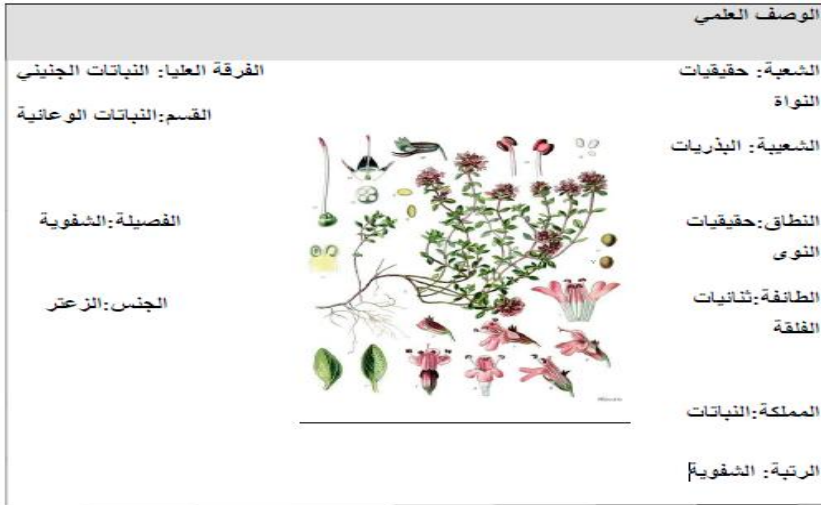 الوصف العلمي
الشعبة: حقيقيات
النواة
الشعيبة: البذريات
النطاق:حقيقيات
النوى
الطائفة:ثنائيات
الفلقة
المملكة:النباتات
الرتبة: الشفوية
الفرقة العليا: النباتات الجنيني
القسم:النباتات الوعائية
الفصيلة:الشفوية
الجنس:الزعتر